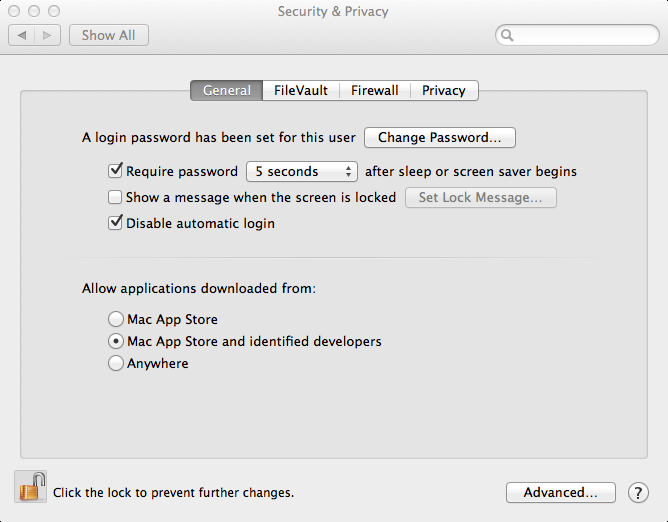 Security & Privacy
Show All
General FileVault Firewall Privacy
A login password has been set for this user Change Password...
Require password 5 seconds after sleep or screen saver begins
Show a message when the screen is locked Set Lock Message...
Disable automatic login
Allow applications downloaded from:
Mac App Store
Mac App Store and identified developers
Anywhere
Click the lock to prevent further changes. Advanced... ?